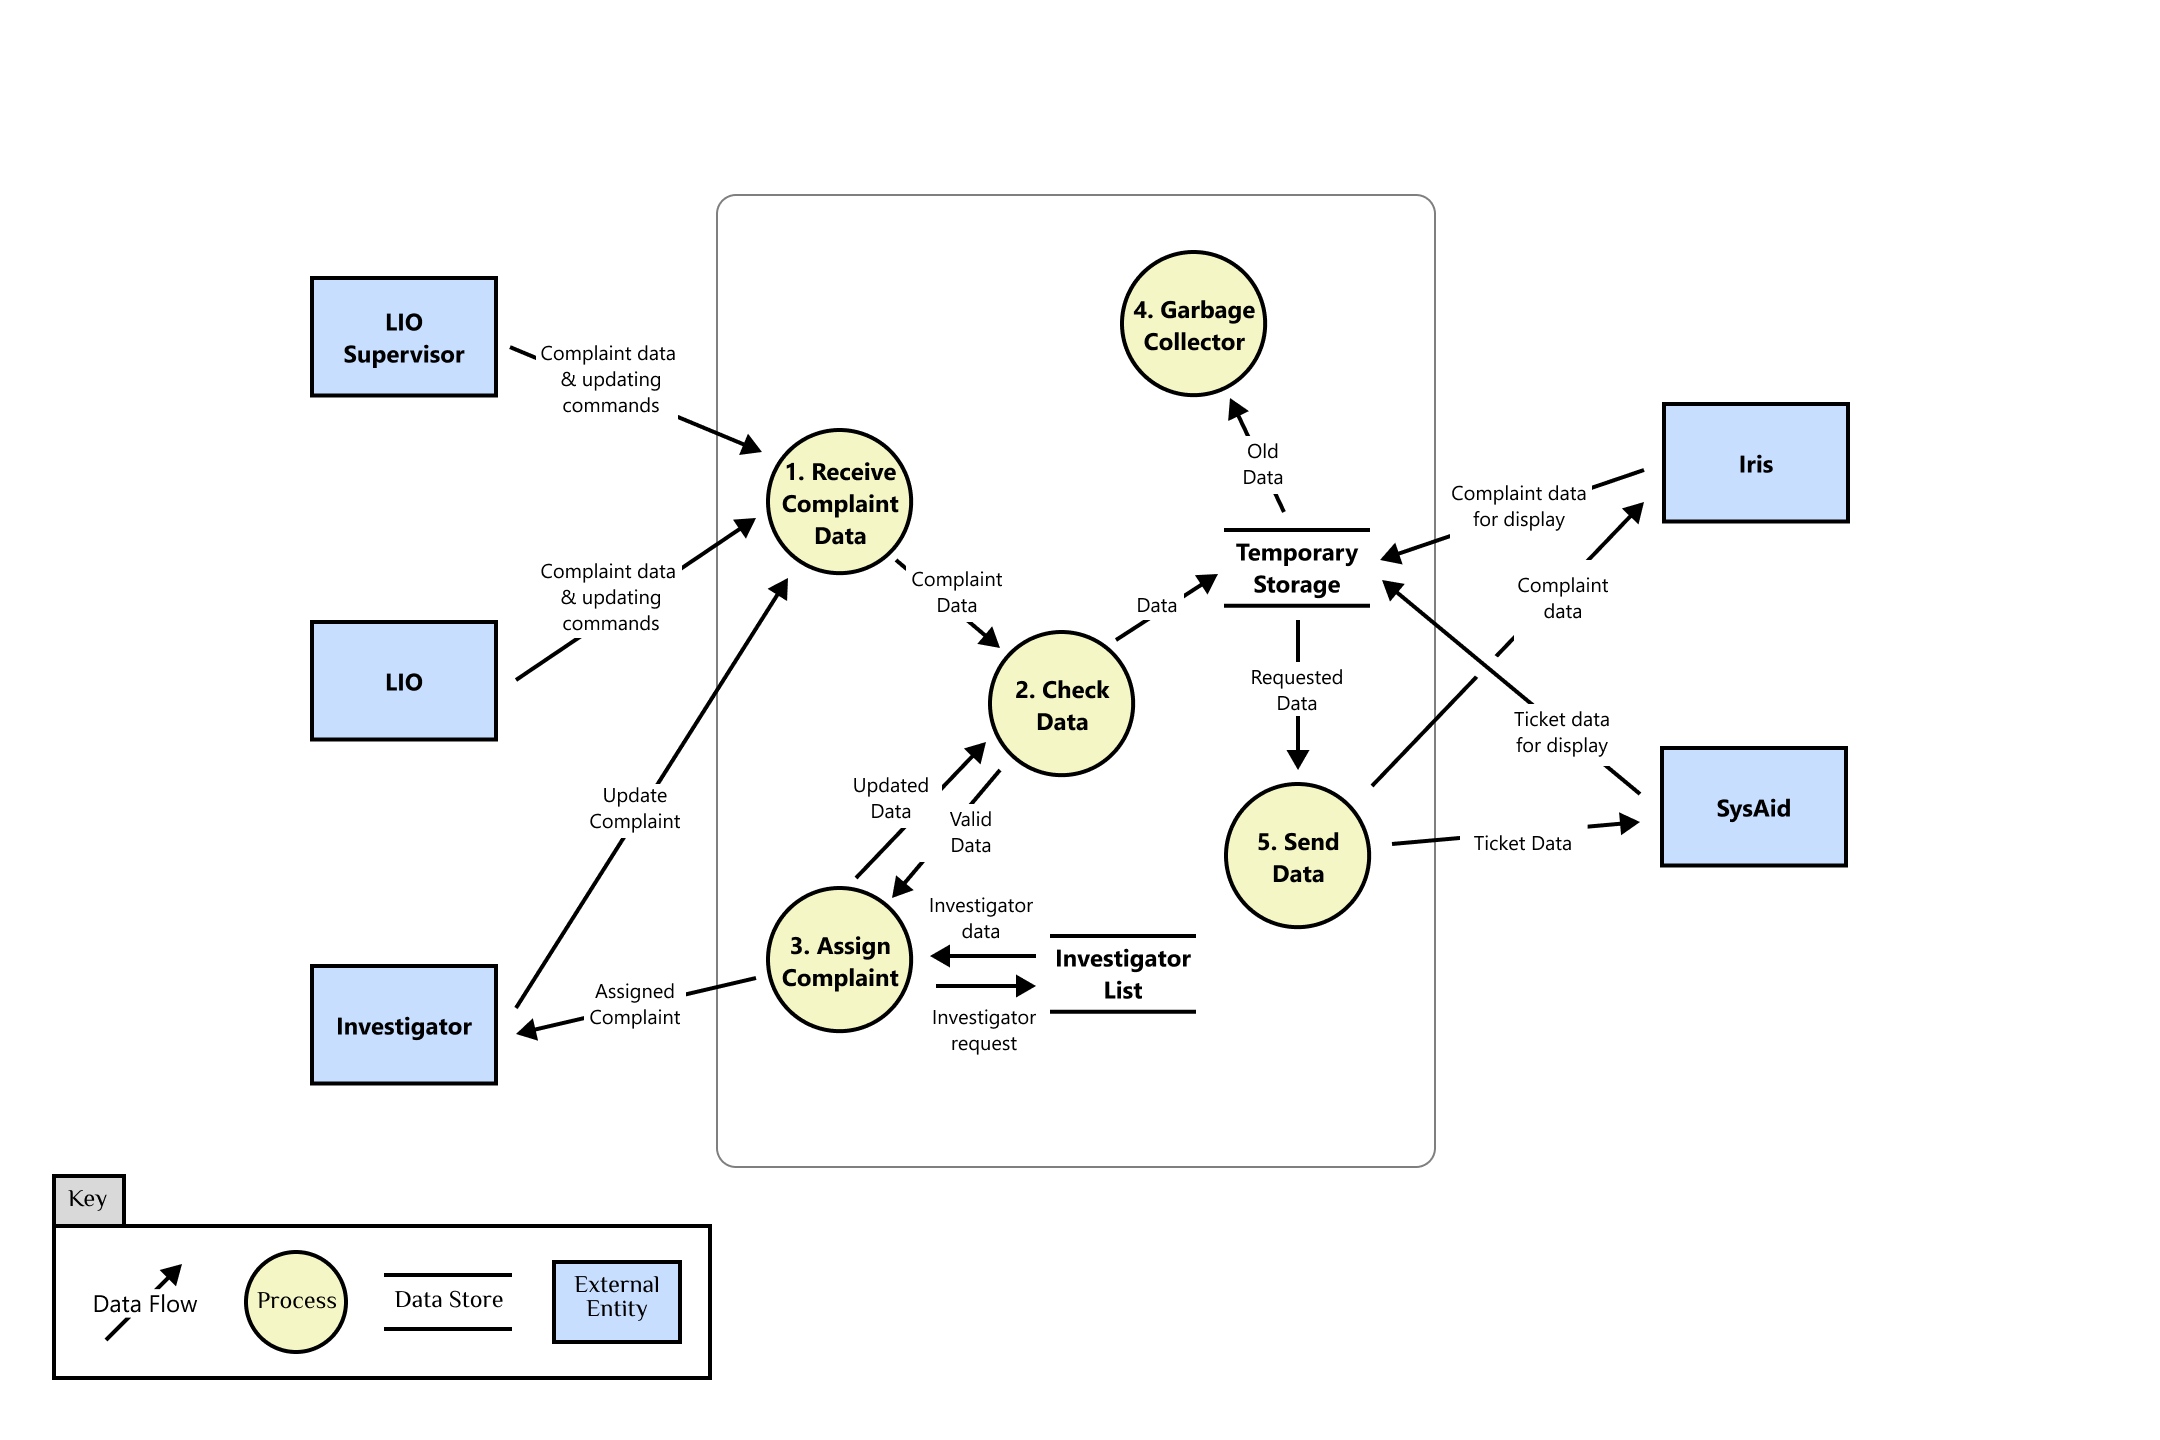 LIO
Supervisor
Complaint data
& updating
commands
LIO
Complaint data
& updating
commands
Investigator
Update
Complaint
Assigned
Complaint
1. Receive
Complaint
Data
Complaint
Data
2. Check
Data
Updated
Data
Valid
Data
3. Assign
Complaint
Investigator
data
Investigator
request
Investigator
List
4. Garbage
Collector
Old
Data
Data
Temporary
Storage
Requested
Data
5. Send
Data
Complaint data
for display
Complaint
data
Ticket data
for display
Ticket Data
Iris
SysAid
Key
Data Flow
Process
Data Store
External
Entity